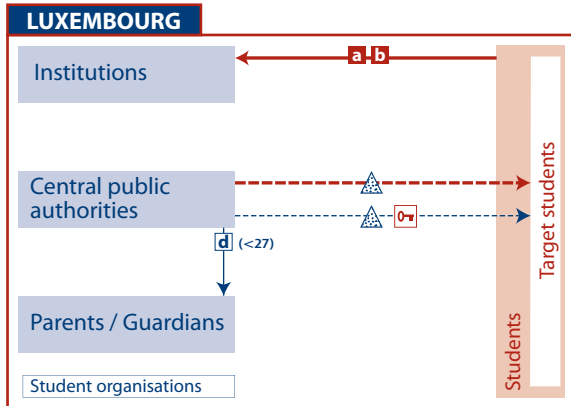 LUXEMBOURG
Institutions
a b
Central public
authorities
d (<27)
Parents / Guardians
Student organisations
Students
Target students